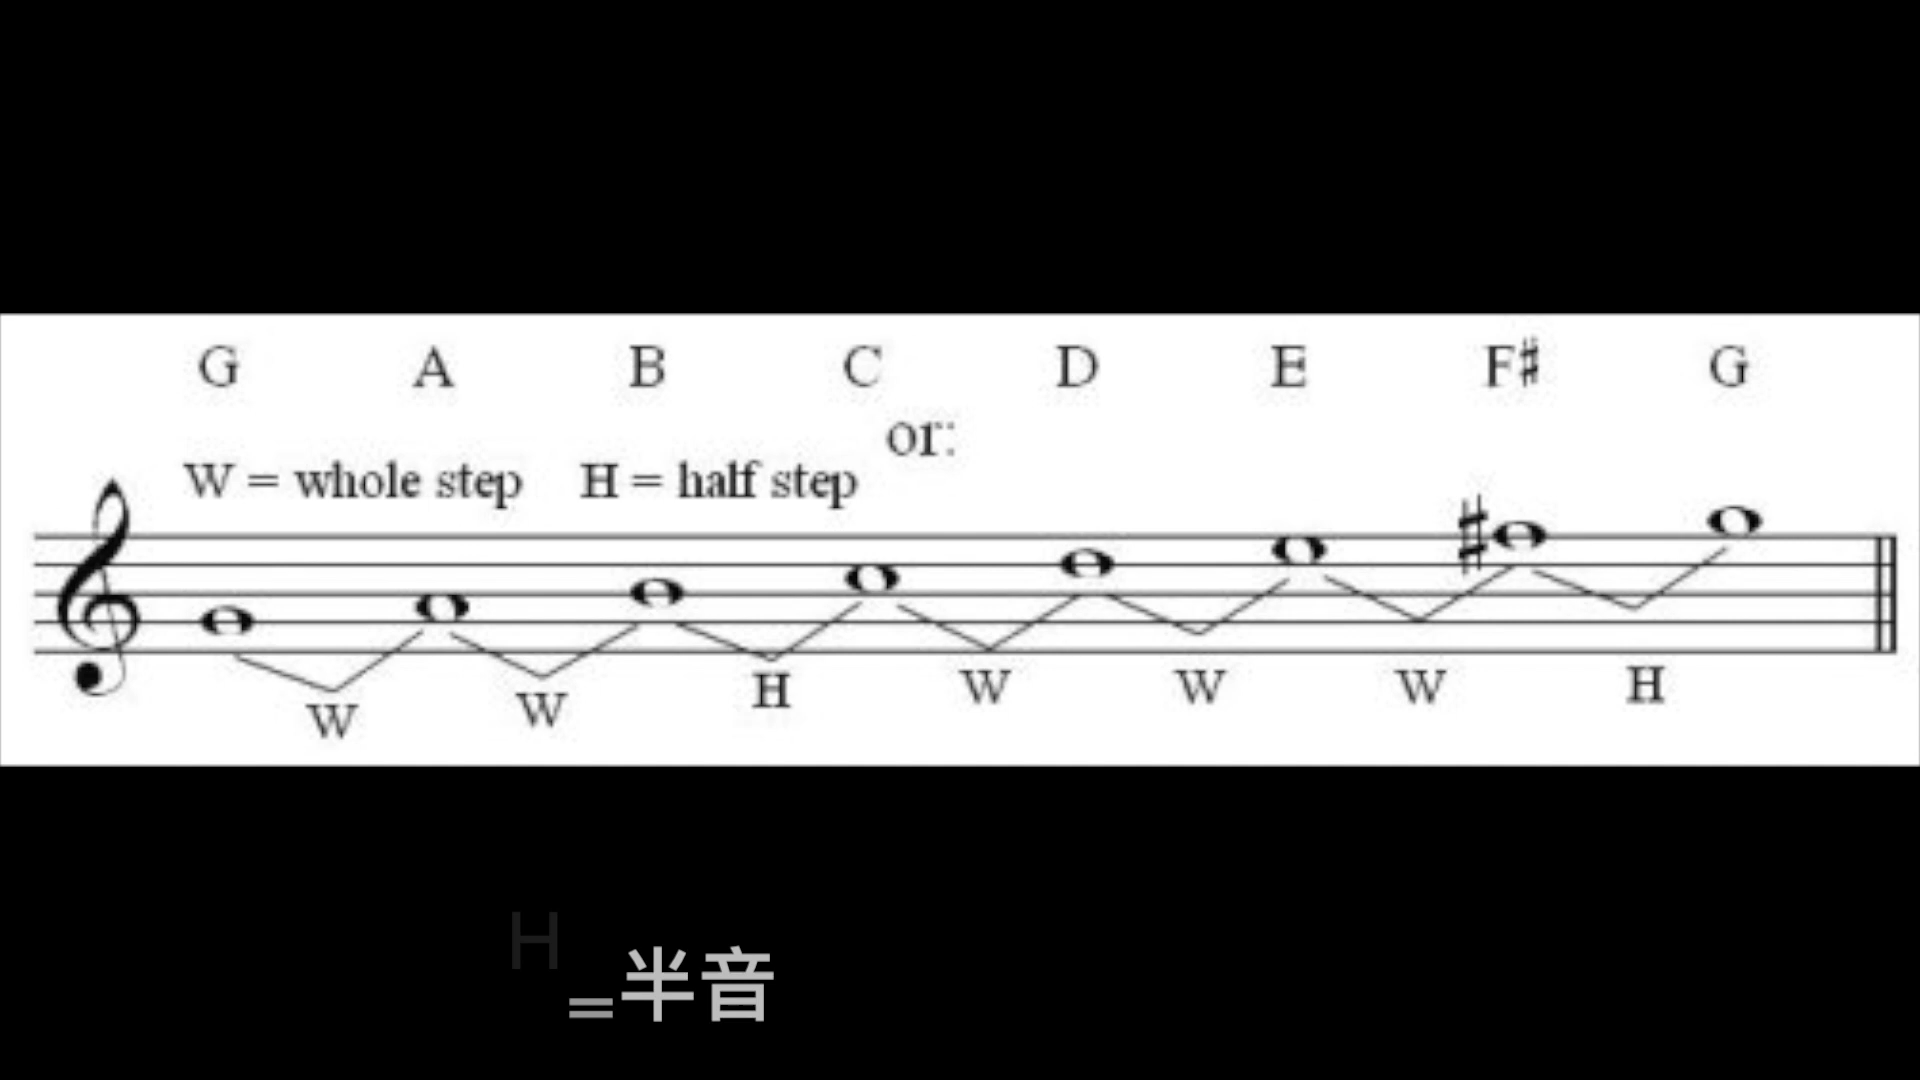 G A B C D E F♯ G
or:
W = whole step H = half step
W W H W W W H
H=半音